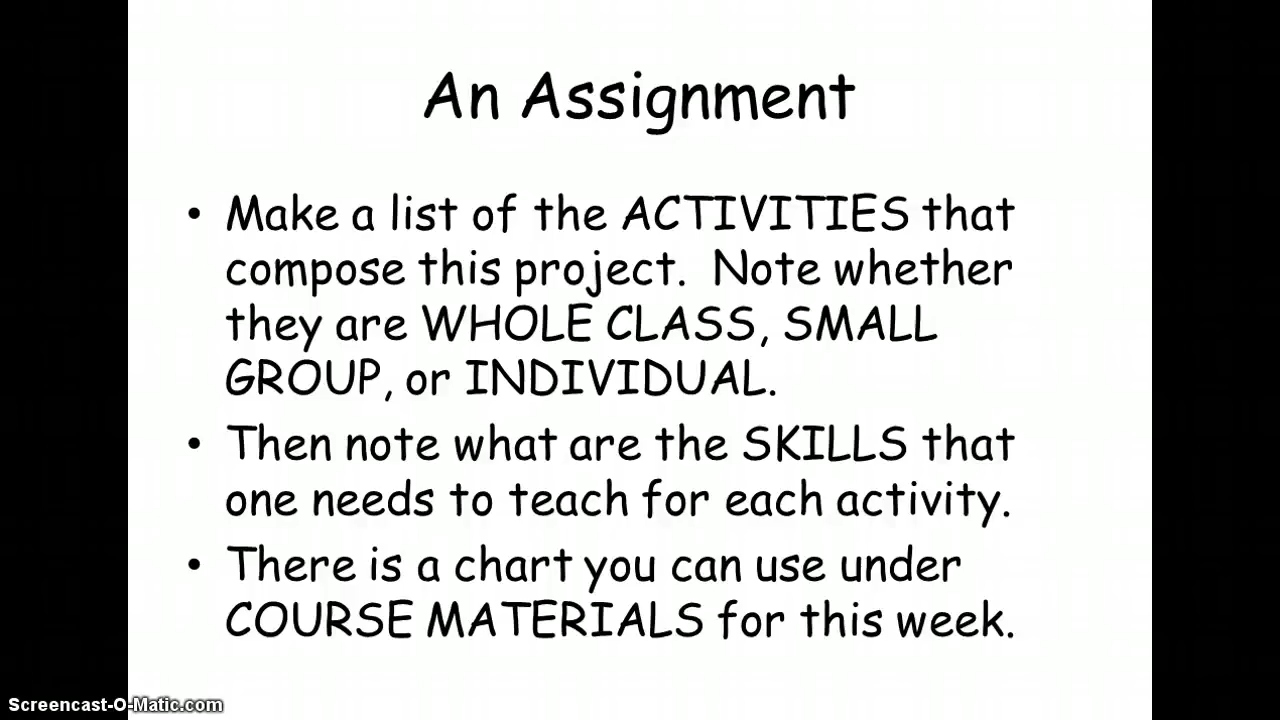 An Assignment
• Make a list of the ACTIVITIES that
compose this project.  Note whether
they are WHOLE CLASS, SMALL
GROUP, or INDIVIDUAL.
• Then note what are the SKILLS that
one needs to teach for each activity.
• There is a chart you can use under
COURSE MATERIALS for this week.
Screencast-O-Matic.com